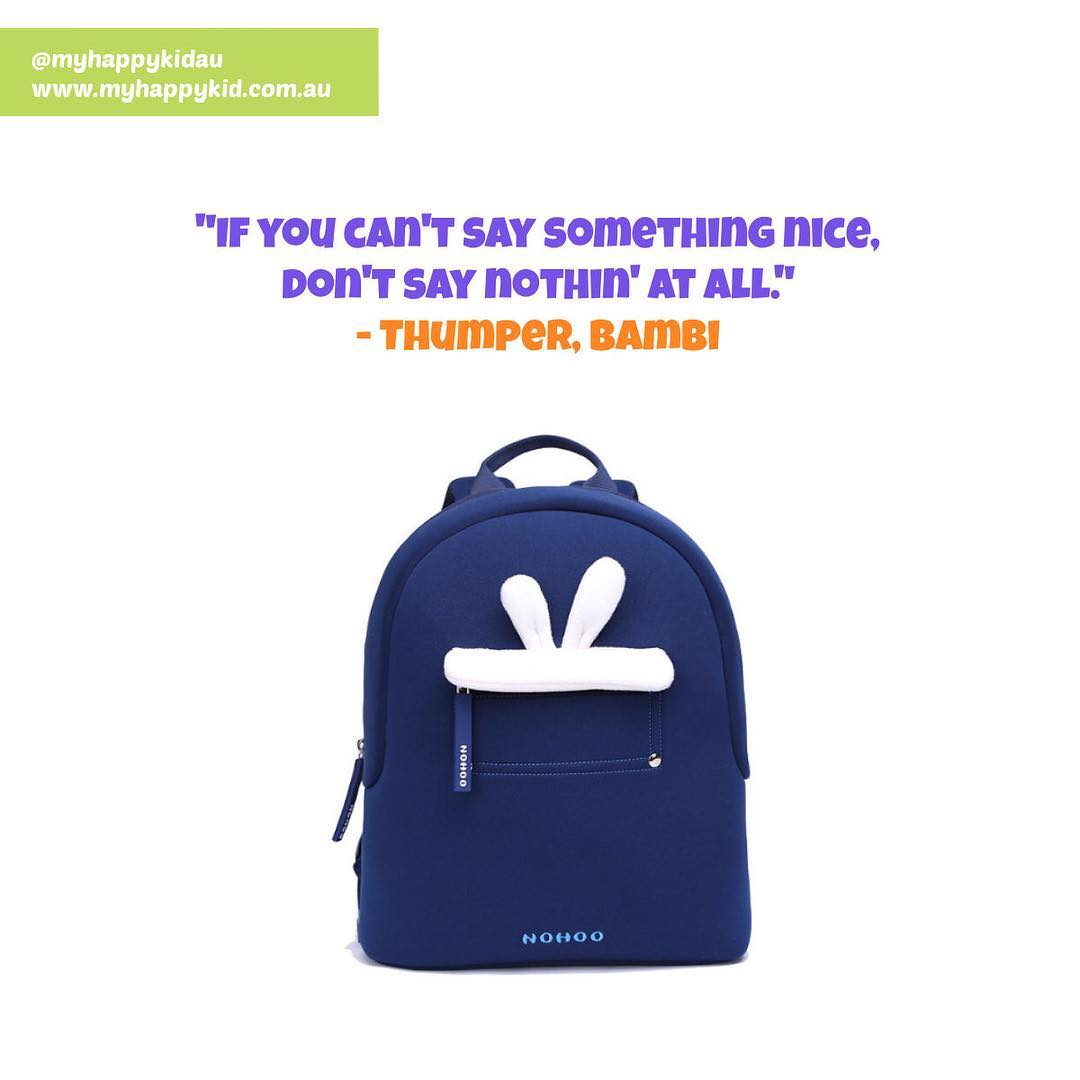 @myhappykidau
www.myhappykid.com.au
"If you can't say something nice,
don't say nothin' at all."
- Thumper, Bambi
NOHOO
NOHOO